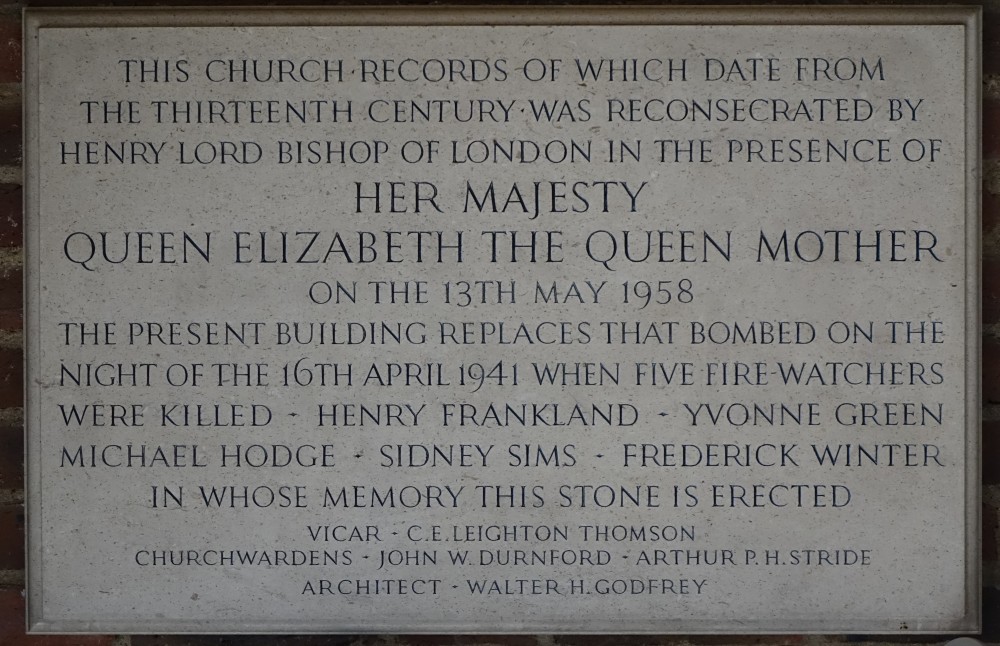 THIS CHURCH · RECORDS OF WHICH DATE FROM
THE THIRTEENTH CENTURY · WAS RECONSECRATED BY
HENRY LORD BISHOP OF LONDON IN THE PRESENCE OF
HER MAJESTY
QUEEN ELIZABETH THE QUEEN MOTHER
ON THE 13TH MAY 1958
THE PRESENT BUILDING REPLACES THAT BOMBED ON THE
NIGHT OF THE 16TH APRIL 1941 WHEN FIVE FIRE-WATCHERS
WERE KILLED - HENRY FRANKLAND - YVONNE GREEN
MICHAEL HODGE - SIDNEY SIMS - FREDERICK WINTER
IN WHOSE MEMORY THIS STONE IS ERECTED
VICAR - C.E. LEIGHTON THOMSON
CHURCHWARDENS - JOHN W. DURNFORD - ARTHUR P. H. STRIDE
ARCHITECT - WALTER H. GODFREY